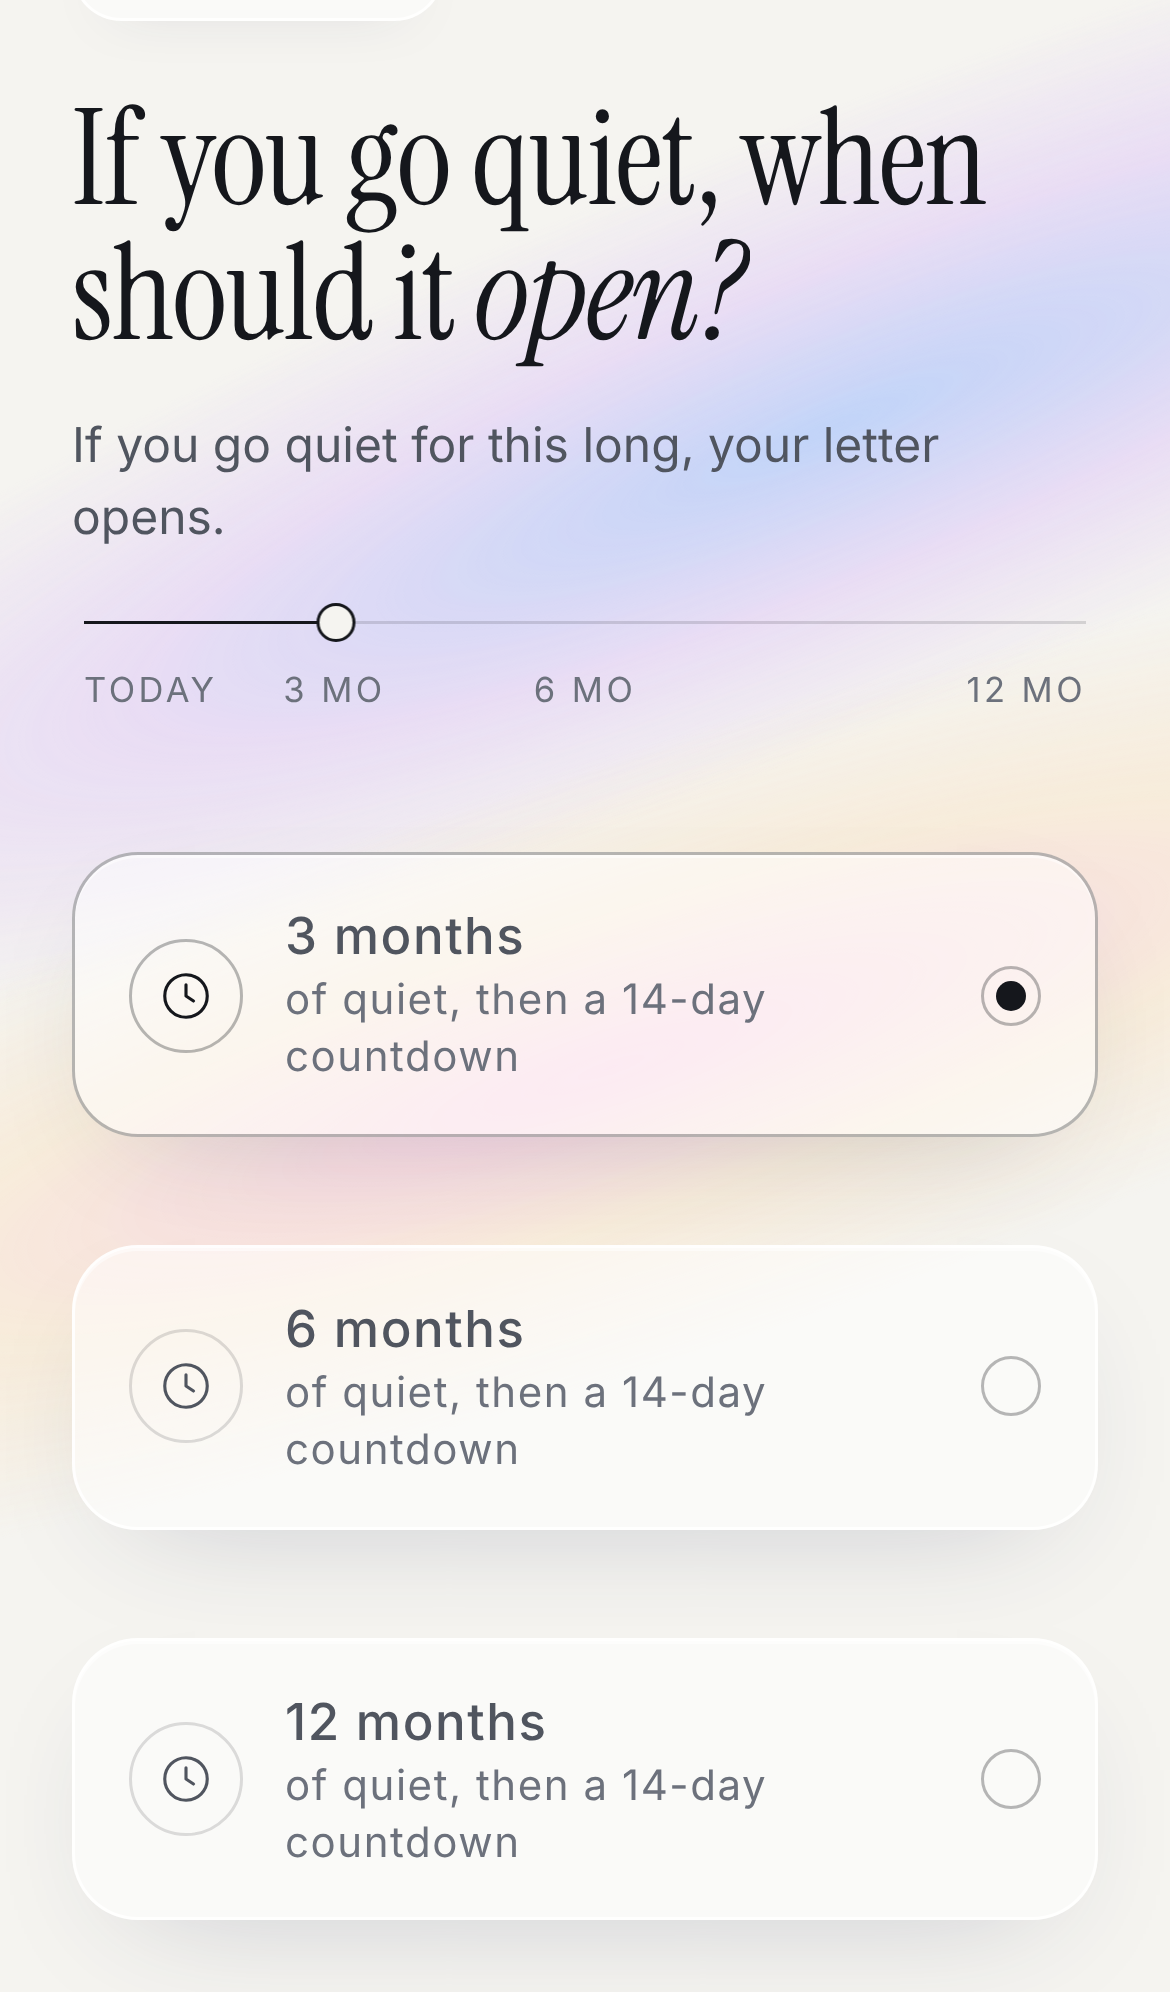 If you go quiet, when
should it open?
If you go quiet for this long, your letter
opens.
TODAY 3 MO 6 MO 12 MO
3 months
of quiet, then a 14-day
countdown
6 months
of quiet, then a 14-day
countdown
12 months
of quiet, then a 14-day
countdown